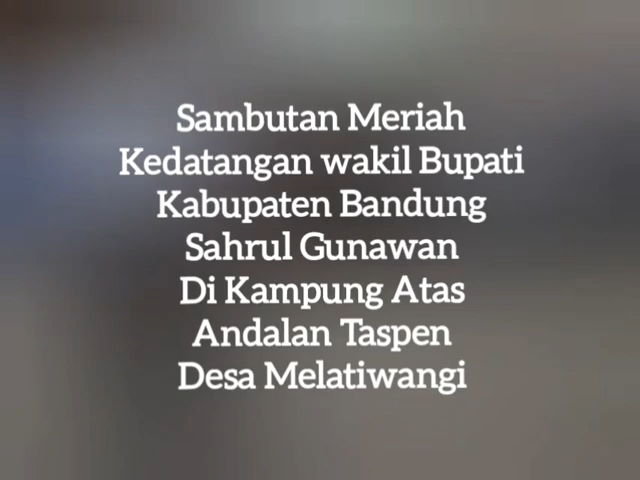 Sambutan Meriah
Kedatangan wakil Bupati
Kabupaten Bandung
Sahrul Gunawan
Di Kampung Atas
Andalan Taspen
Desa Melatiwangi